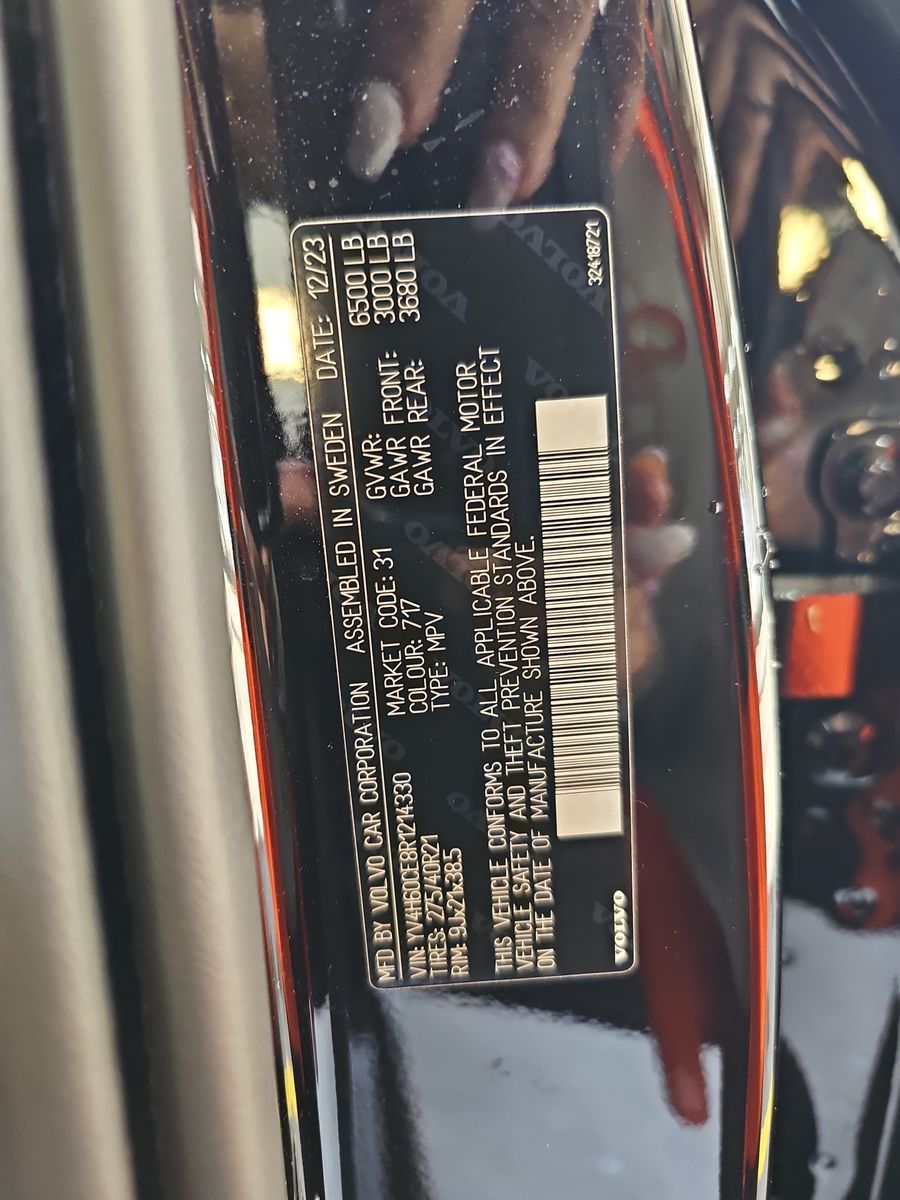 MFD BY VOLVO CAR CORPORATION ASSEMBLED IN SWEDEN DATE: 12/23
VIN: YV4H60CE8R1214330 MARKET CODE: 31 GVWR: 6500 LB
TIRES: 275/40R21 COLOUR: 717 GAWR FRONT: 3000 LB
RIM: 9Jx21x38.5 TYPE: MPV GAWR REAR: 3680 LB
THIS VEHICLE CONFORMS TO ALL APPLICABLE FEDERAL MOTOR
VEHICLE SAFETY AND THEFT PREVENTION STANDARDS IN EFFECT
ON THE DATE OF MANUFACTURE SHOWN ABOVE.
VOLVO
32418721